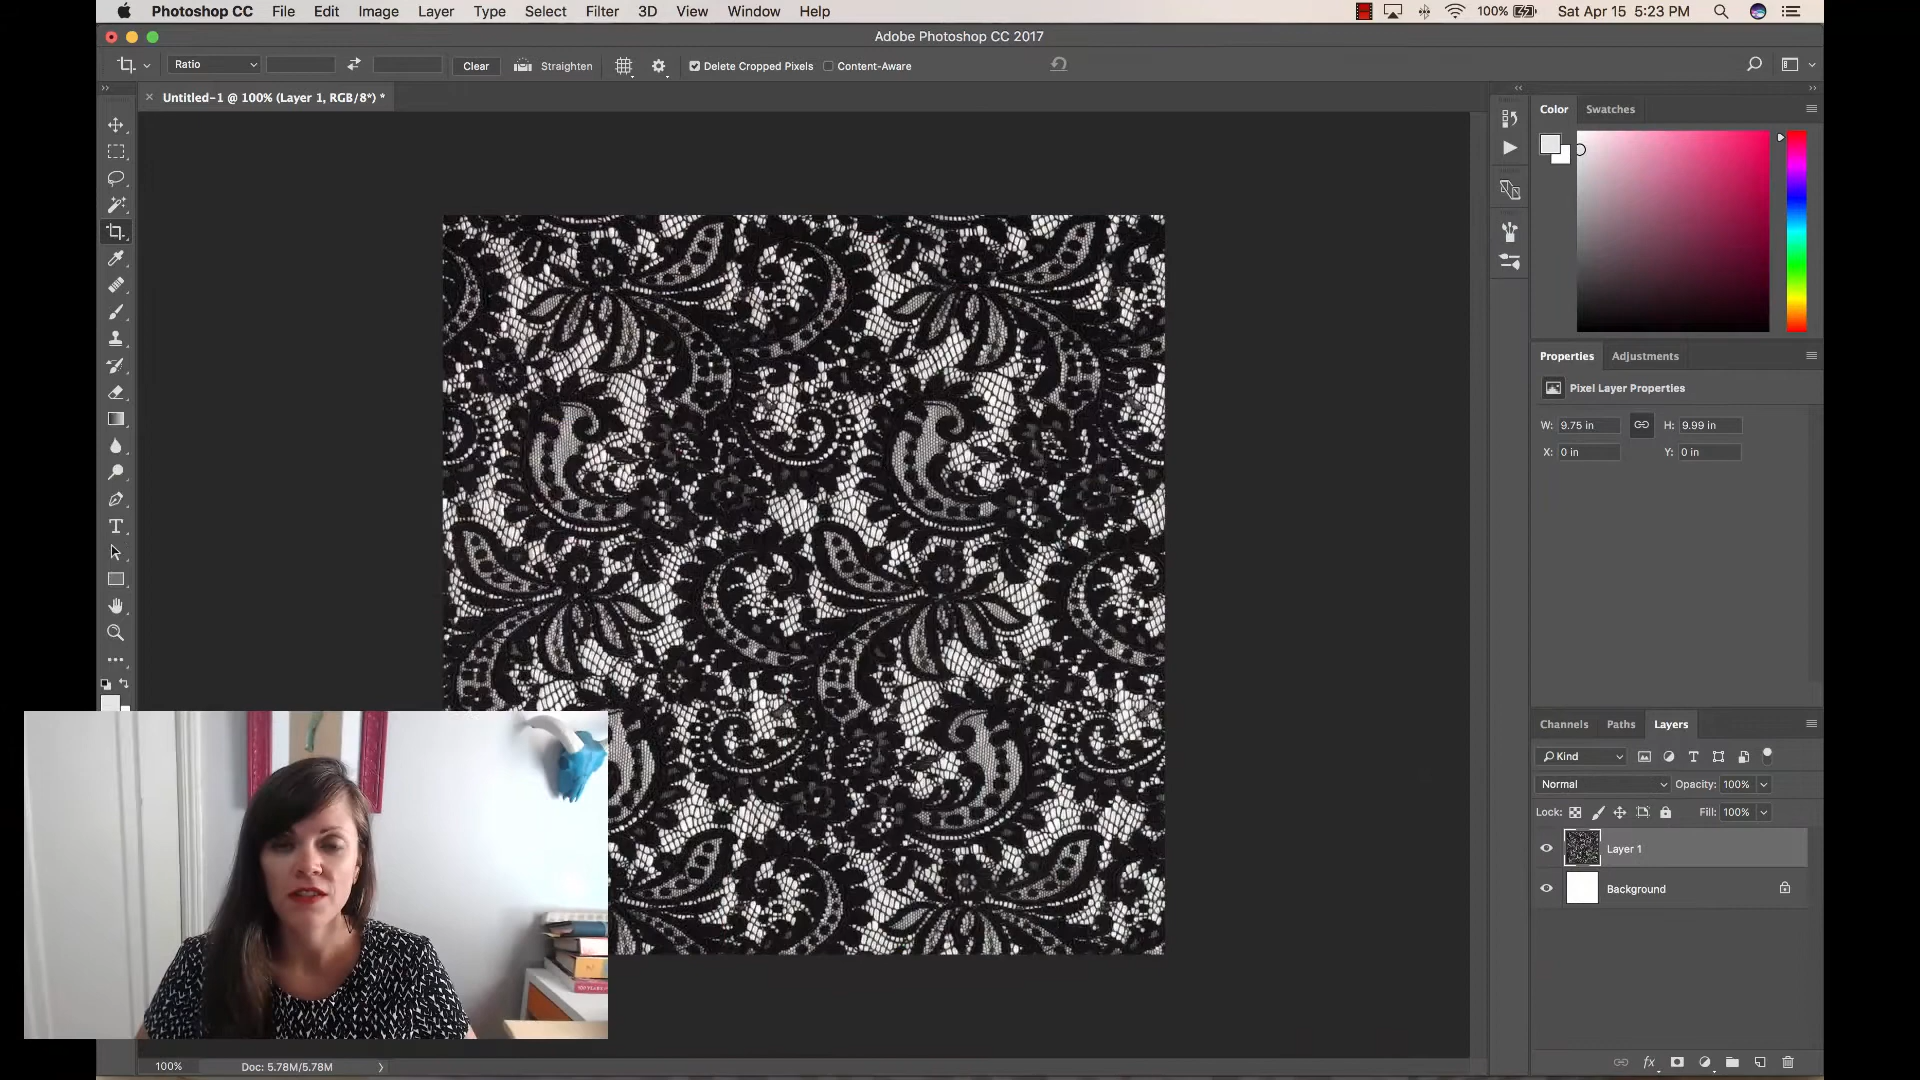 Photoshop CC File Edit Image Layer Type Select Filter 3D View Window Help 100% Sat Apr 15 5:23 PM
Adobe Photoshop CC 2017
Ratio Clear Straighten Delete Cropped Pixels Content-Aware
Untitled-1 @ 100% (Layer 1, RGB/8*) *
Color Swatches
Properties Adjustments
Pixel Layer Properties
W: 9.75 in H: 9.99 in
X: 0 in Y: 0 in
Channels Paths Layers
Kind
Normal Opacity: 100%
Lock: Fill: 100%
Layer 1
Background
100% Doc: 5.78M/5.78M